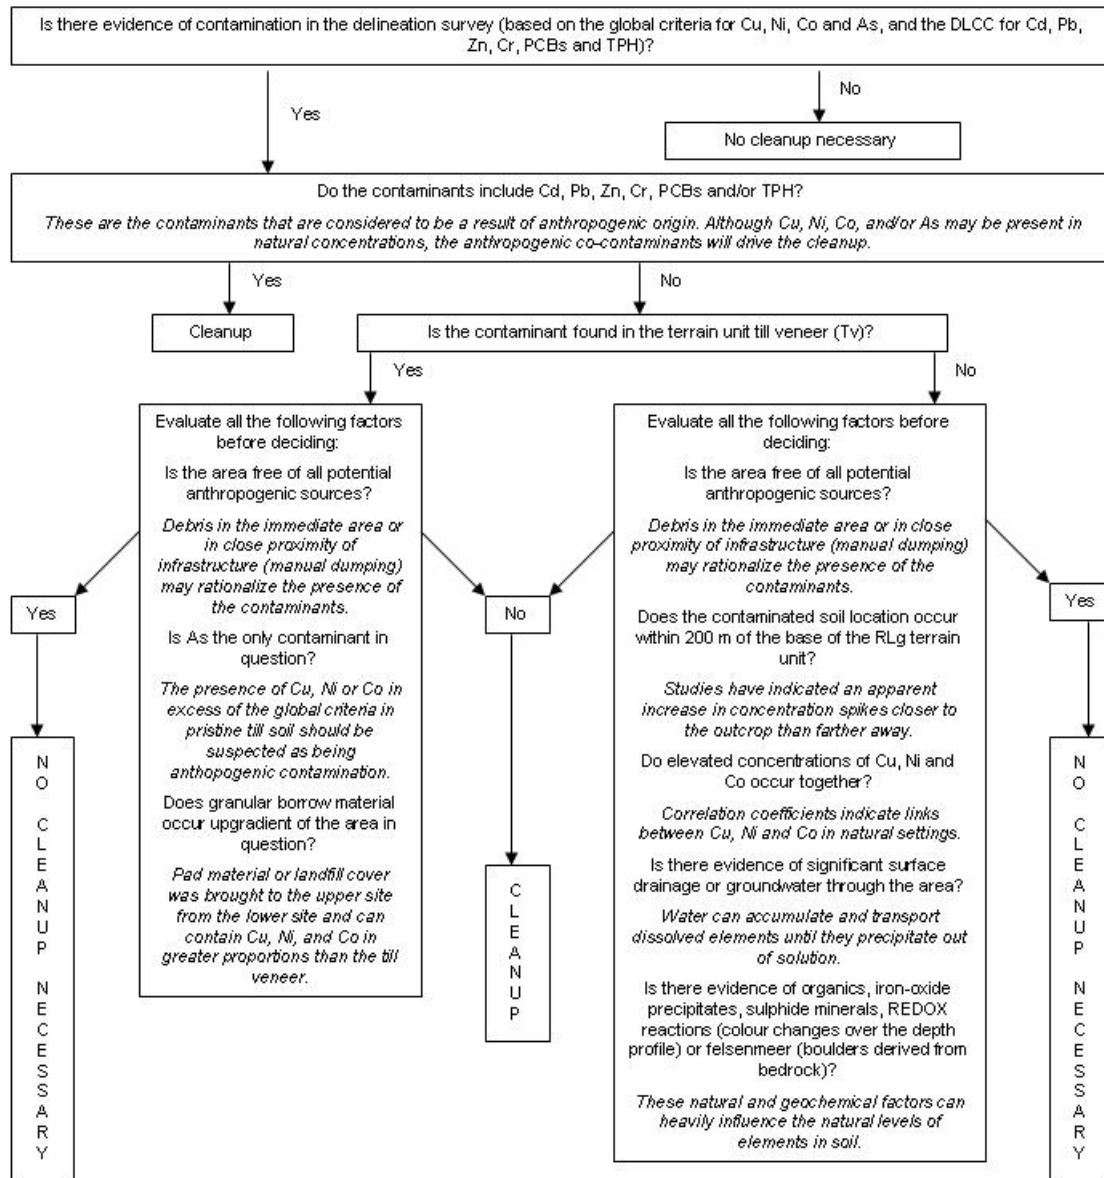 Is there evidence of contamination in the delineation survey (based on the global criteria for Cu, Ni, Co and As, and the DLCC for Cd, Pb,
Zn, Cr, PCBs and TPH)?
Yes
No
No cleanup necessary
Do the contaminants include Cd, Pb, Zn, Cr, PCBs and/or TPH?
These are the contaminants that are considered to be a result of anthropogenic origin. Although Cu, Ni, Co, and/or As may be present in
natural concentrations, the anthropogenic co-contaminants will drive the cleanup.
Yes
No
Cleanup
Is the contaminant found in the terrain unit till veneer (Tv)?
Yes
No
Evaluate all the following factors
before deciding:
Is the area free of all potential
anthropogenic sources?
Debris in the immediate area or
in close proximity of
infrastructure (manual dumping)
may rationalize the presence of
the contaminants.
Is As the only contaminant in
question?
The presence of Cu, Ni or Co in
excess of the global criteria in
pristine till soil should be
suspected as being
anthopogenic contamination.
Does granular borrow material
occur upgradient of the area in
question?
Pad material or landfill cover
was brought to the upper site
from the lower site and can
contain Cu, Ni, and Co in
greater proportions than the till
veneer.
Evaluate all the following factors before
deciding:
Is the area free of all potential
anthropogenic sources?
Debris in the immediate area or in close
proximity of infrastructure (manual dumping)
may rationalize the presence of the
contaminants.
Does the contaminated soil location occur
within 200 m of the base of the RLg terrain
unit?
Studies have indicated an apparent
increase in concentration spikes closer to
the outcrop than farther away.
Do elevated concentrations of Cu, Ni and
Co occur together?
Correlation coefficients indicate links
between Cu, Ni and Co in natural settings.
Is there evidence of significant surface
drainage or groundwater through the area?
Water can accumulate and transport
dissolved elements until they precipitate out
of solution.
Is there evidence of organics, iron-oxide
precipitates, sulphide minerals, REDOX
reactions (colour changes over the depth
profile) or felsenmeer (boulders derived from
bedrock)?
These natural and geochemical factors can
heavily influence the natural levels of
elements in soil.
Yes
No
Yes
NO CLEANUP NECESSARY
CLEANUP
NO CLEANUP NECESSARY